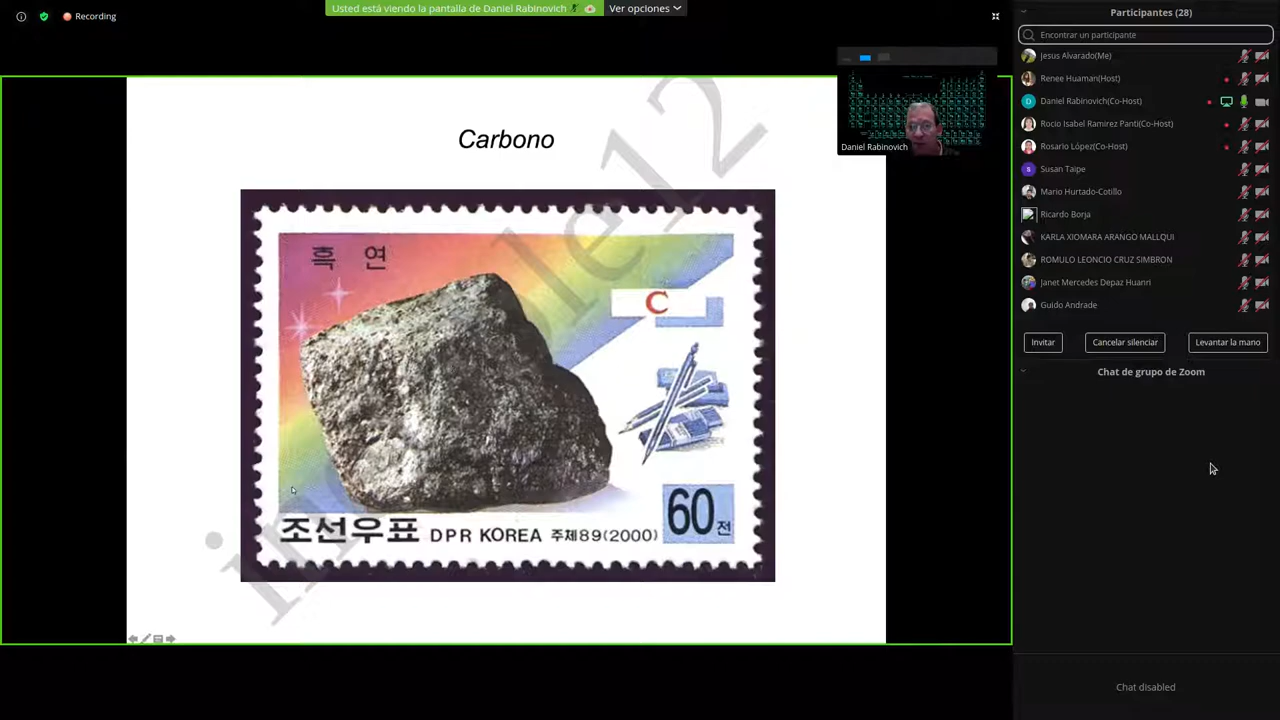 Recording
Usted está viendo la pantalla de Daniel Rabinovich
Ver opciones
Carbono
흑 연
C
조선우표 DPR KOREA 주체89(2000)
60전
Daniel Rabinovich
Participantes (28)
Encontrar un participante
Jesus Alvarado(Me)
Renee Huaman(Host)
D Daniel Rabinovich(Co-Host)
Rocio Isabel Ramirez Panti(Co-Host)
Rosario López(Co-Host)
S Susan Taipe
Mario Hurtado-Cotillo
Ricardo Borja
KARLA XIOMARA ARANGO MALLQUI
ROMULO LEONCIO CRUZ SIMBRON
Janet Mercedes Depaz Huanri
Guido Andrade
Invitar
Cancelar silenciar
Levantar la mano
Chat de grupo de Zoom
Chat disabled